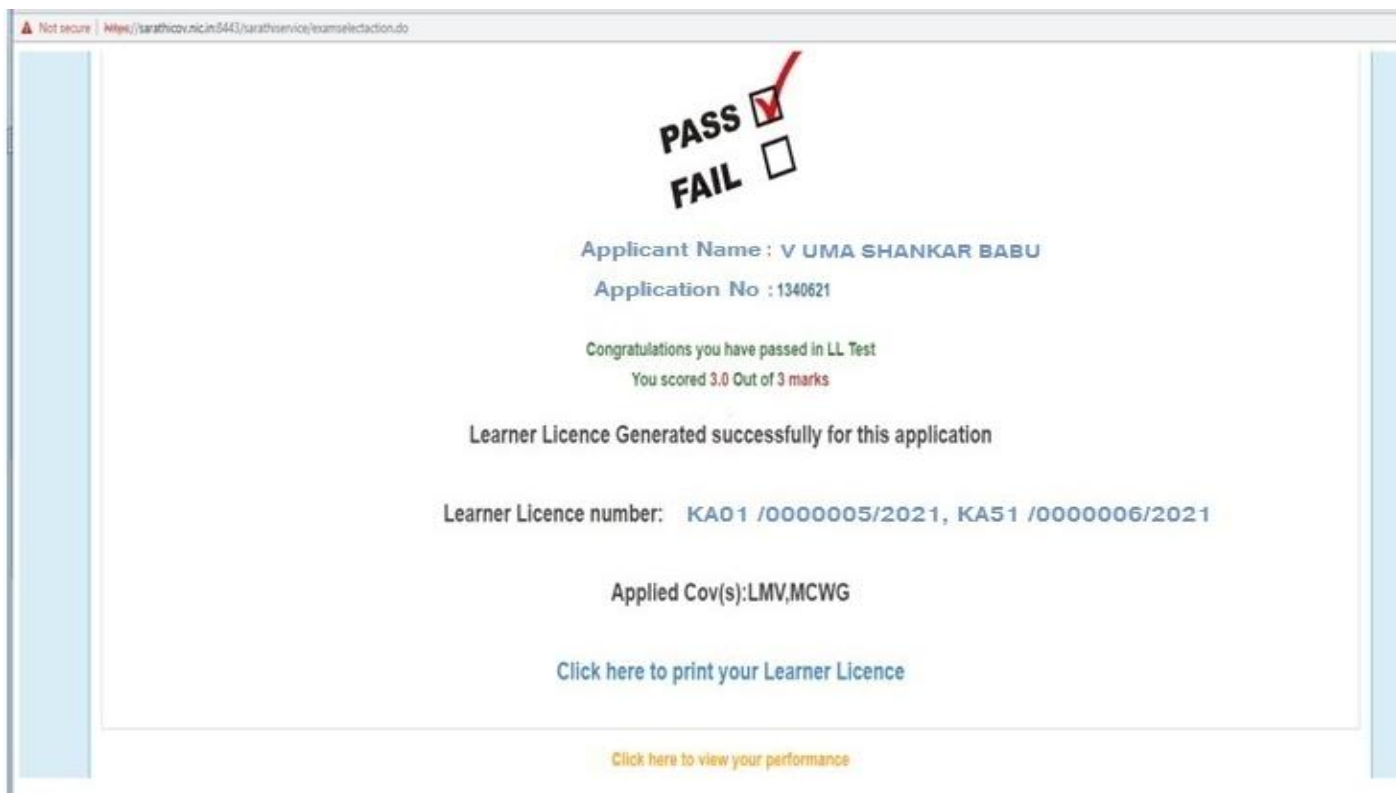 Not secure | https://sarathicov.nic.in:8443/sarathiservice/examselectaction.do
PASS
FAIL
Applicant Name : V UMA SHANKAR BABU
Application No : 1340621
Congratulations you have passed in LL Test
You scored 3.0 Out of 3 marks
Learner Licence Generated successfully for this application
Learner Licence number: KA01 /0000005/2021, KA51 /0000006/2021
Applied Cov(s):LMV,MCWG
Click here to print your Learner Licence
Click here to view your performance